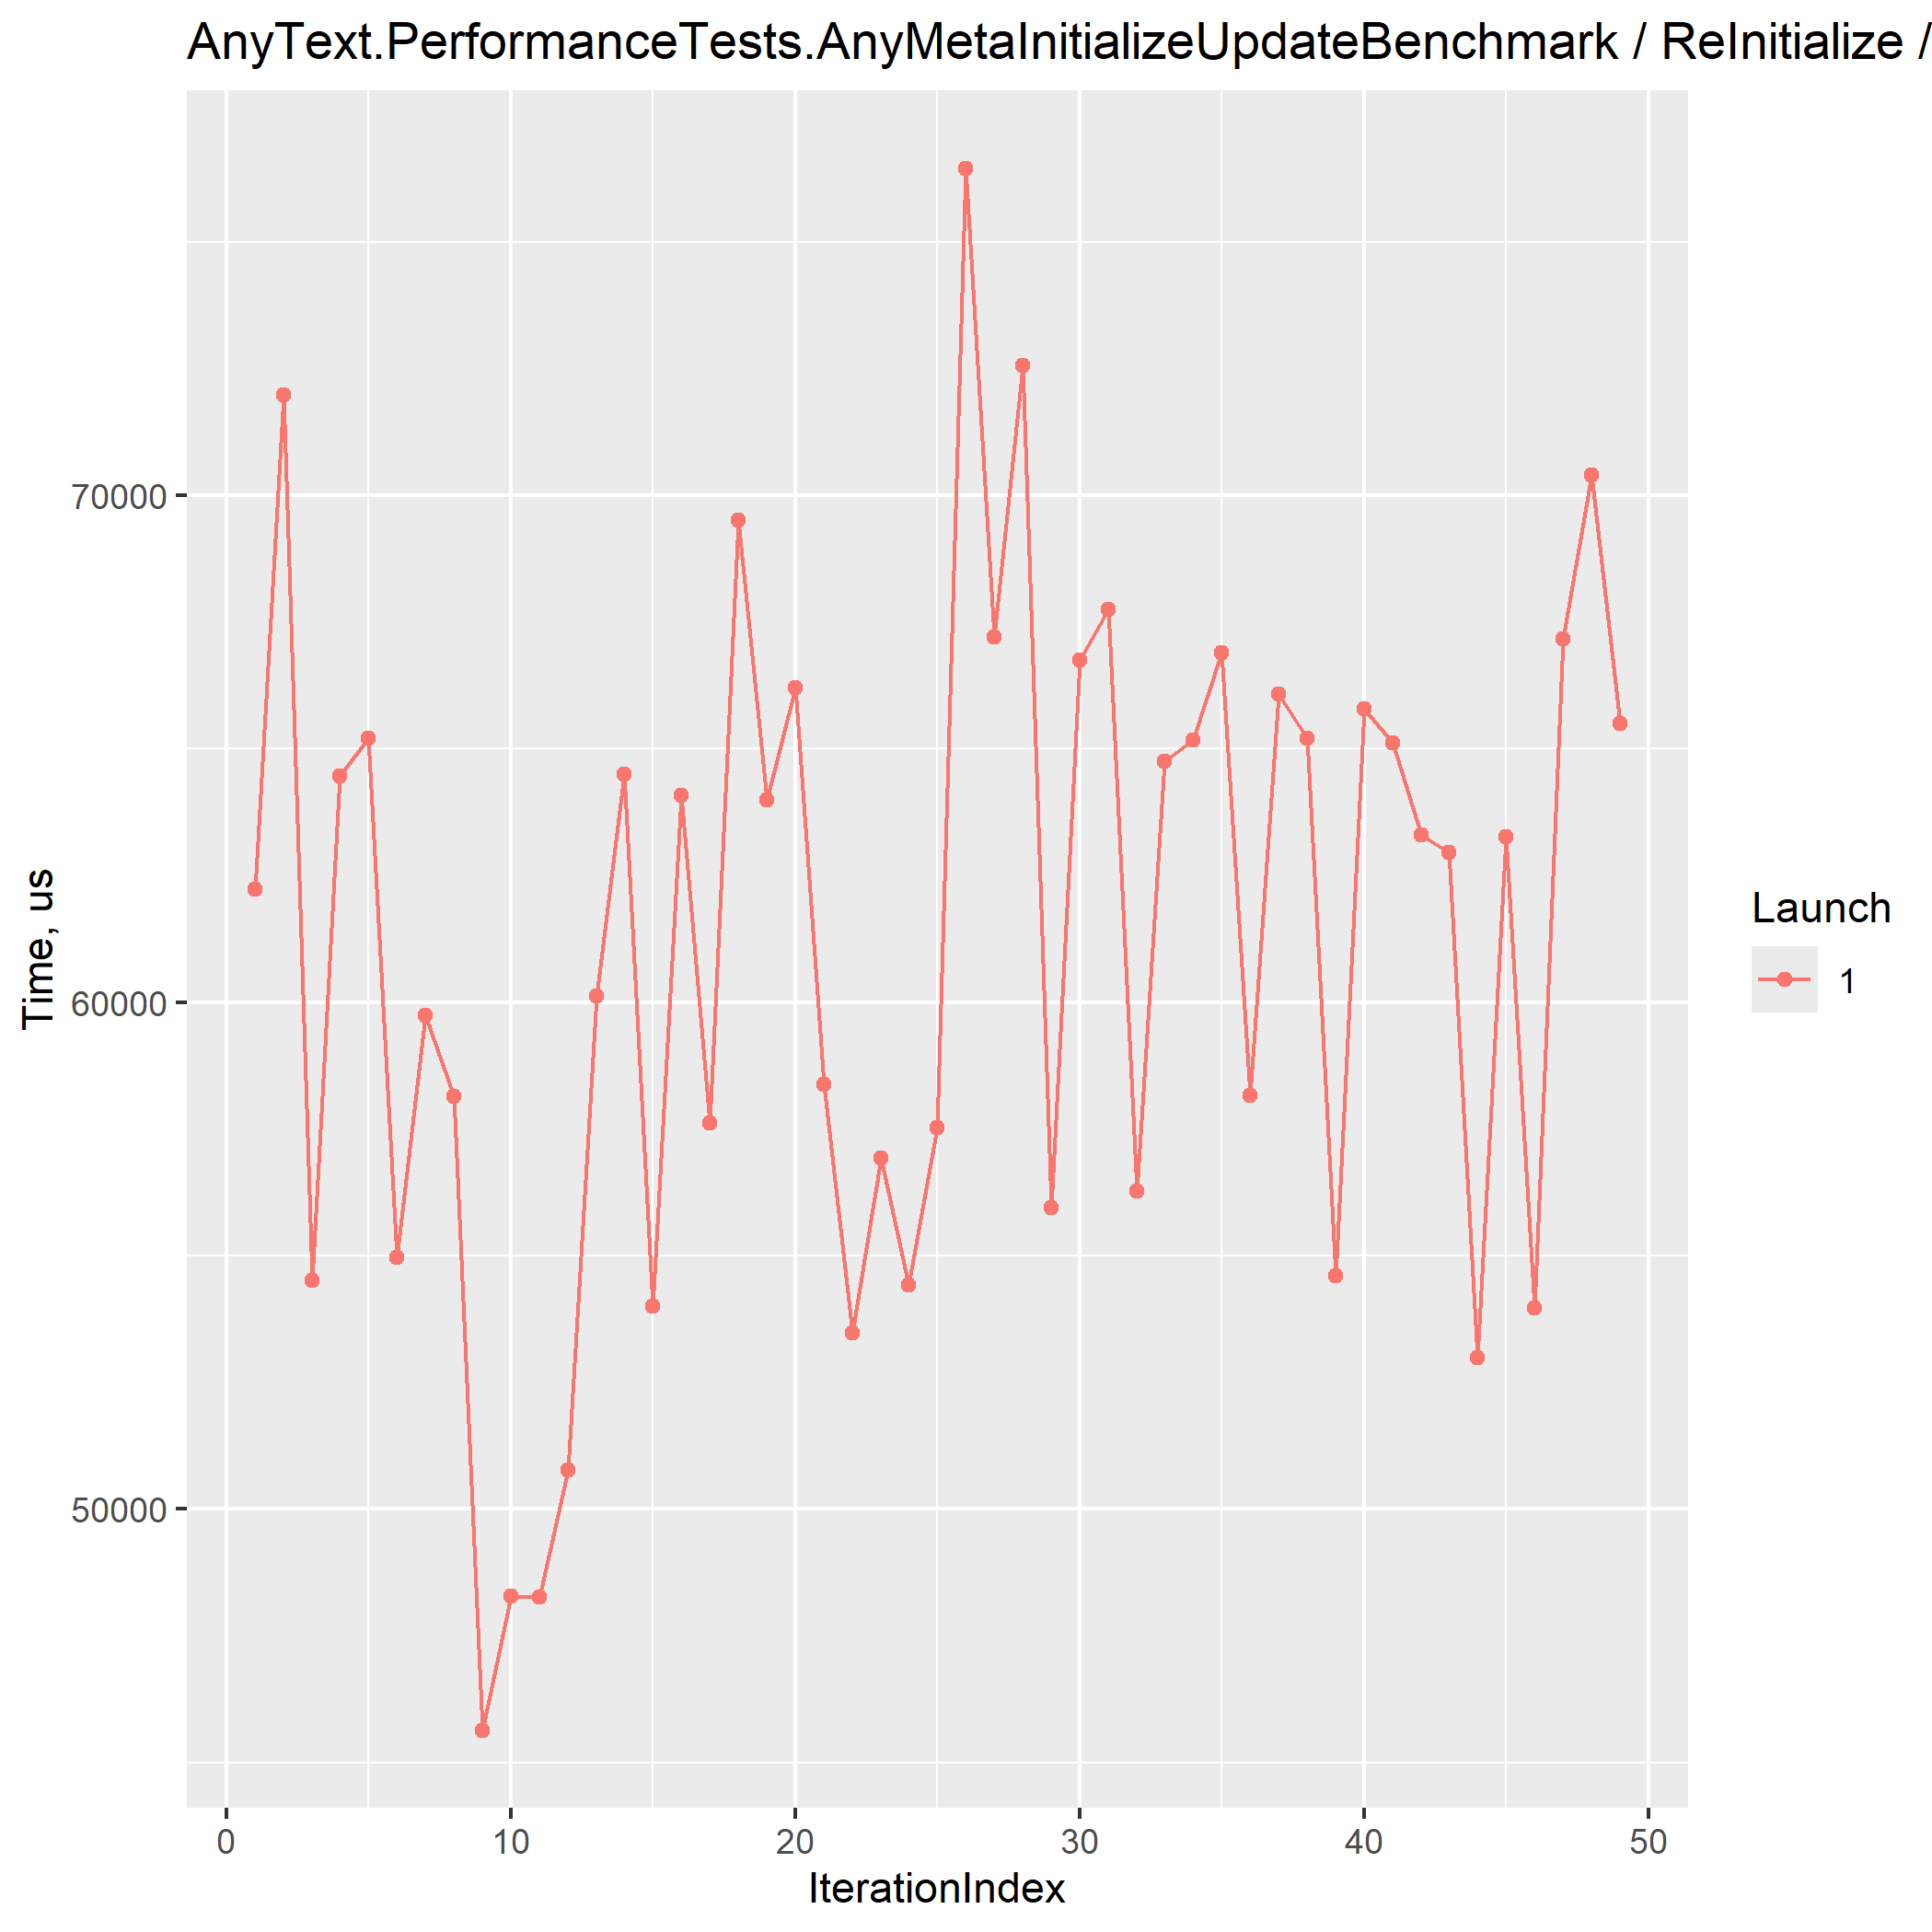 AnyText.PerformanceTests.AnyMetaInitializeUpdateBenchmark / ReInitialize /
Time, us
70000
60000
50000
0 10 20 30 40 50
IterationIndex
Launch
1